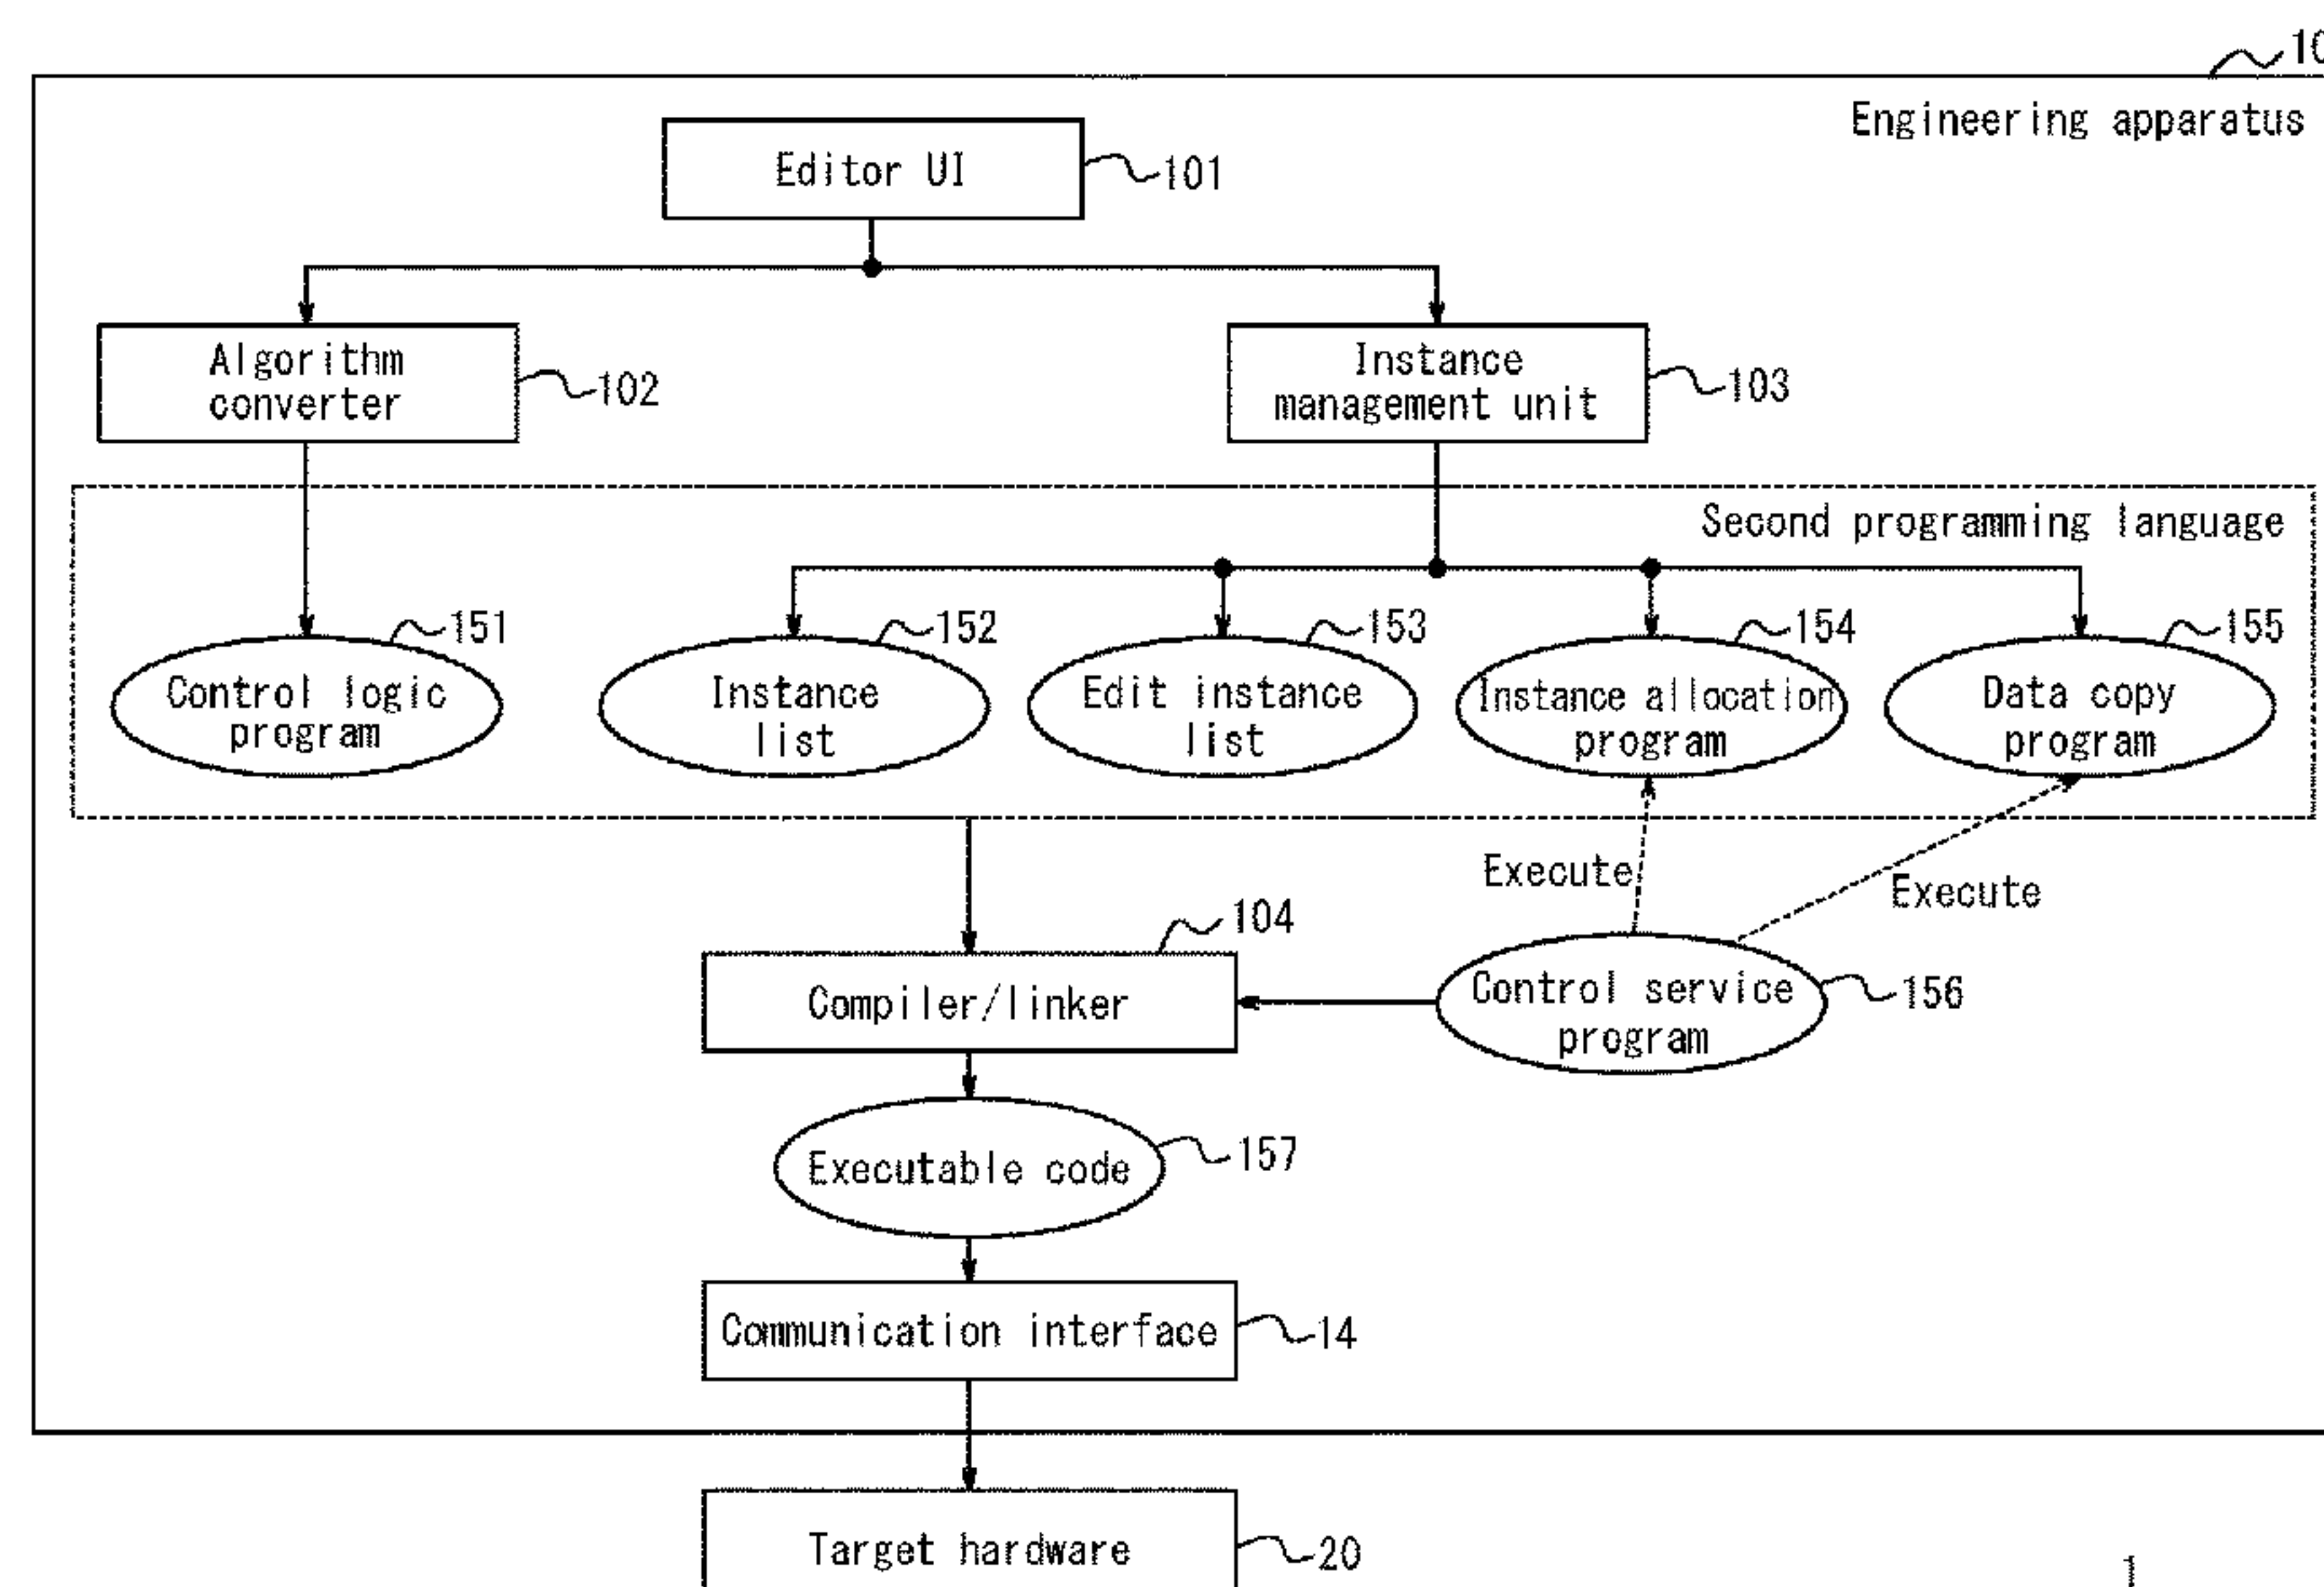 10
Engineering apparatus
Editor UI
101
Algorithm
converter
102
Instance
management unit
103
Second programming language
151
152
153
154
155
Control logic
program
Instance
list
Edit instance
list
Instance allocation
program
Data copy
program
Execute
Execute
104
Compiler/linker
Control service
program
156
Executable code
157
Communication interface
14
Target hardware
20
1